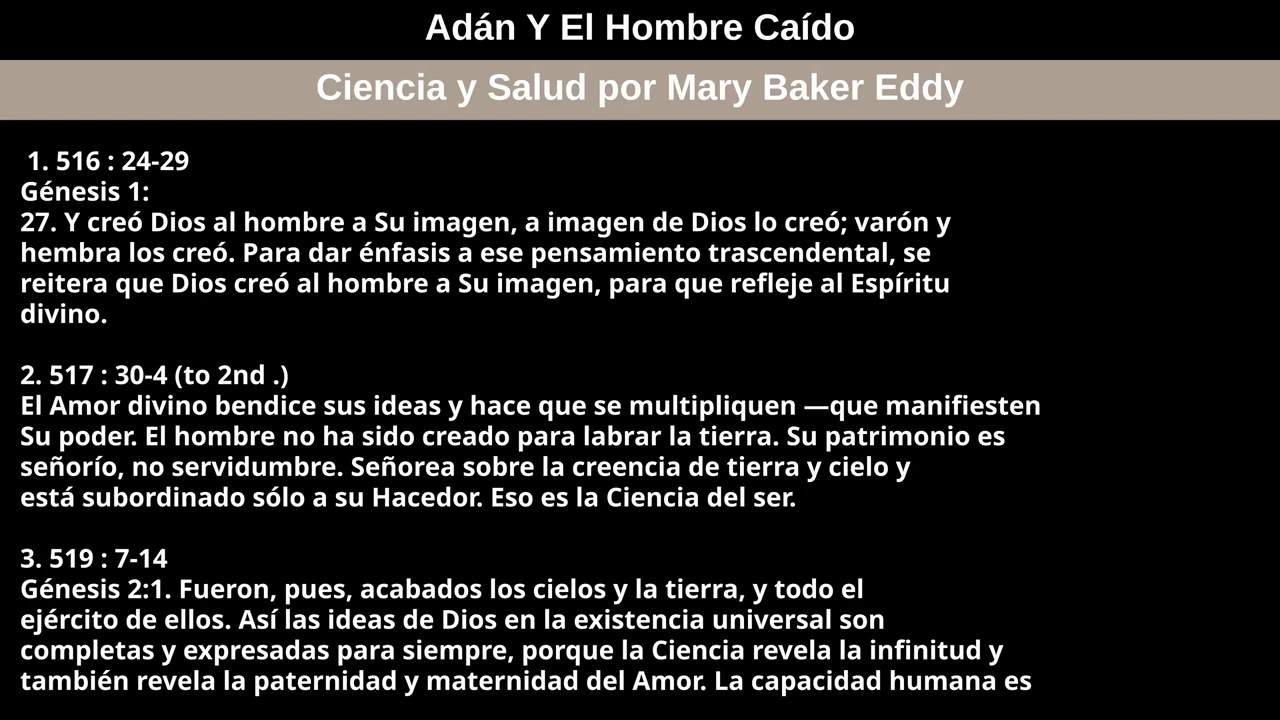 Adán Y El Hombre Caído
Ciencia y Salud por Mary Baker Eddy
1. 516 : 24-29
Génesis 1:
27. Y creó Dios al hombre a Su imagen, a imagen de Dios lo creó; varón y
hembra los creó. Para dar énfasis a ese pensamiento trascendental, se
reitera que Dios creó al hombre a Su imagen, para que refleje al Espíritu
divino.
2. 517 : 30-4 (to 2nd .)
El Amor divino bendice sus ideas y hace que se multipliquen —que manifiesten
Su poder. El hombre no ha sido creado para labrar la tierra. Su patrimonio es
señorío, no servidumbre. Señorea sobre la creencia de tierra y cielo y
está subordinado sólo a su Hacedor. Eso es la Ciencia del ser.
3. 519 : 7-14
Génesis 2:1. Fueron, pues, acabados los cielos y la tierra, y todo el
ejército de ellos. Así las ideas de Dios en la existencia universal son
completas y expresadas para siempre, porque la Ciencia revela la infinitud y
también revela la paternidad y maternidad del Amor. La capacidad humana es